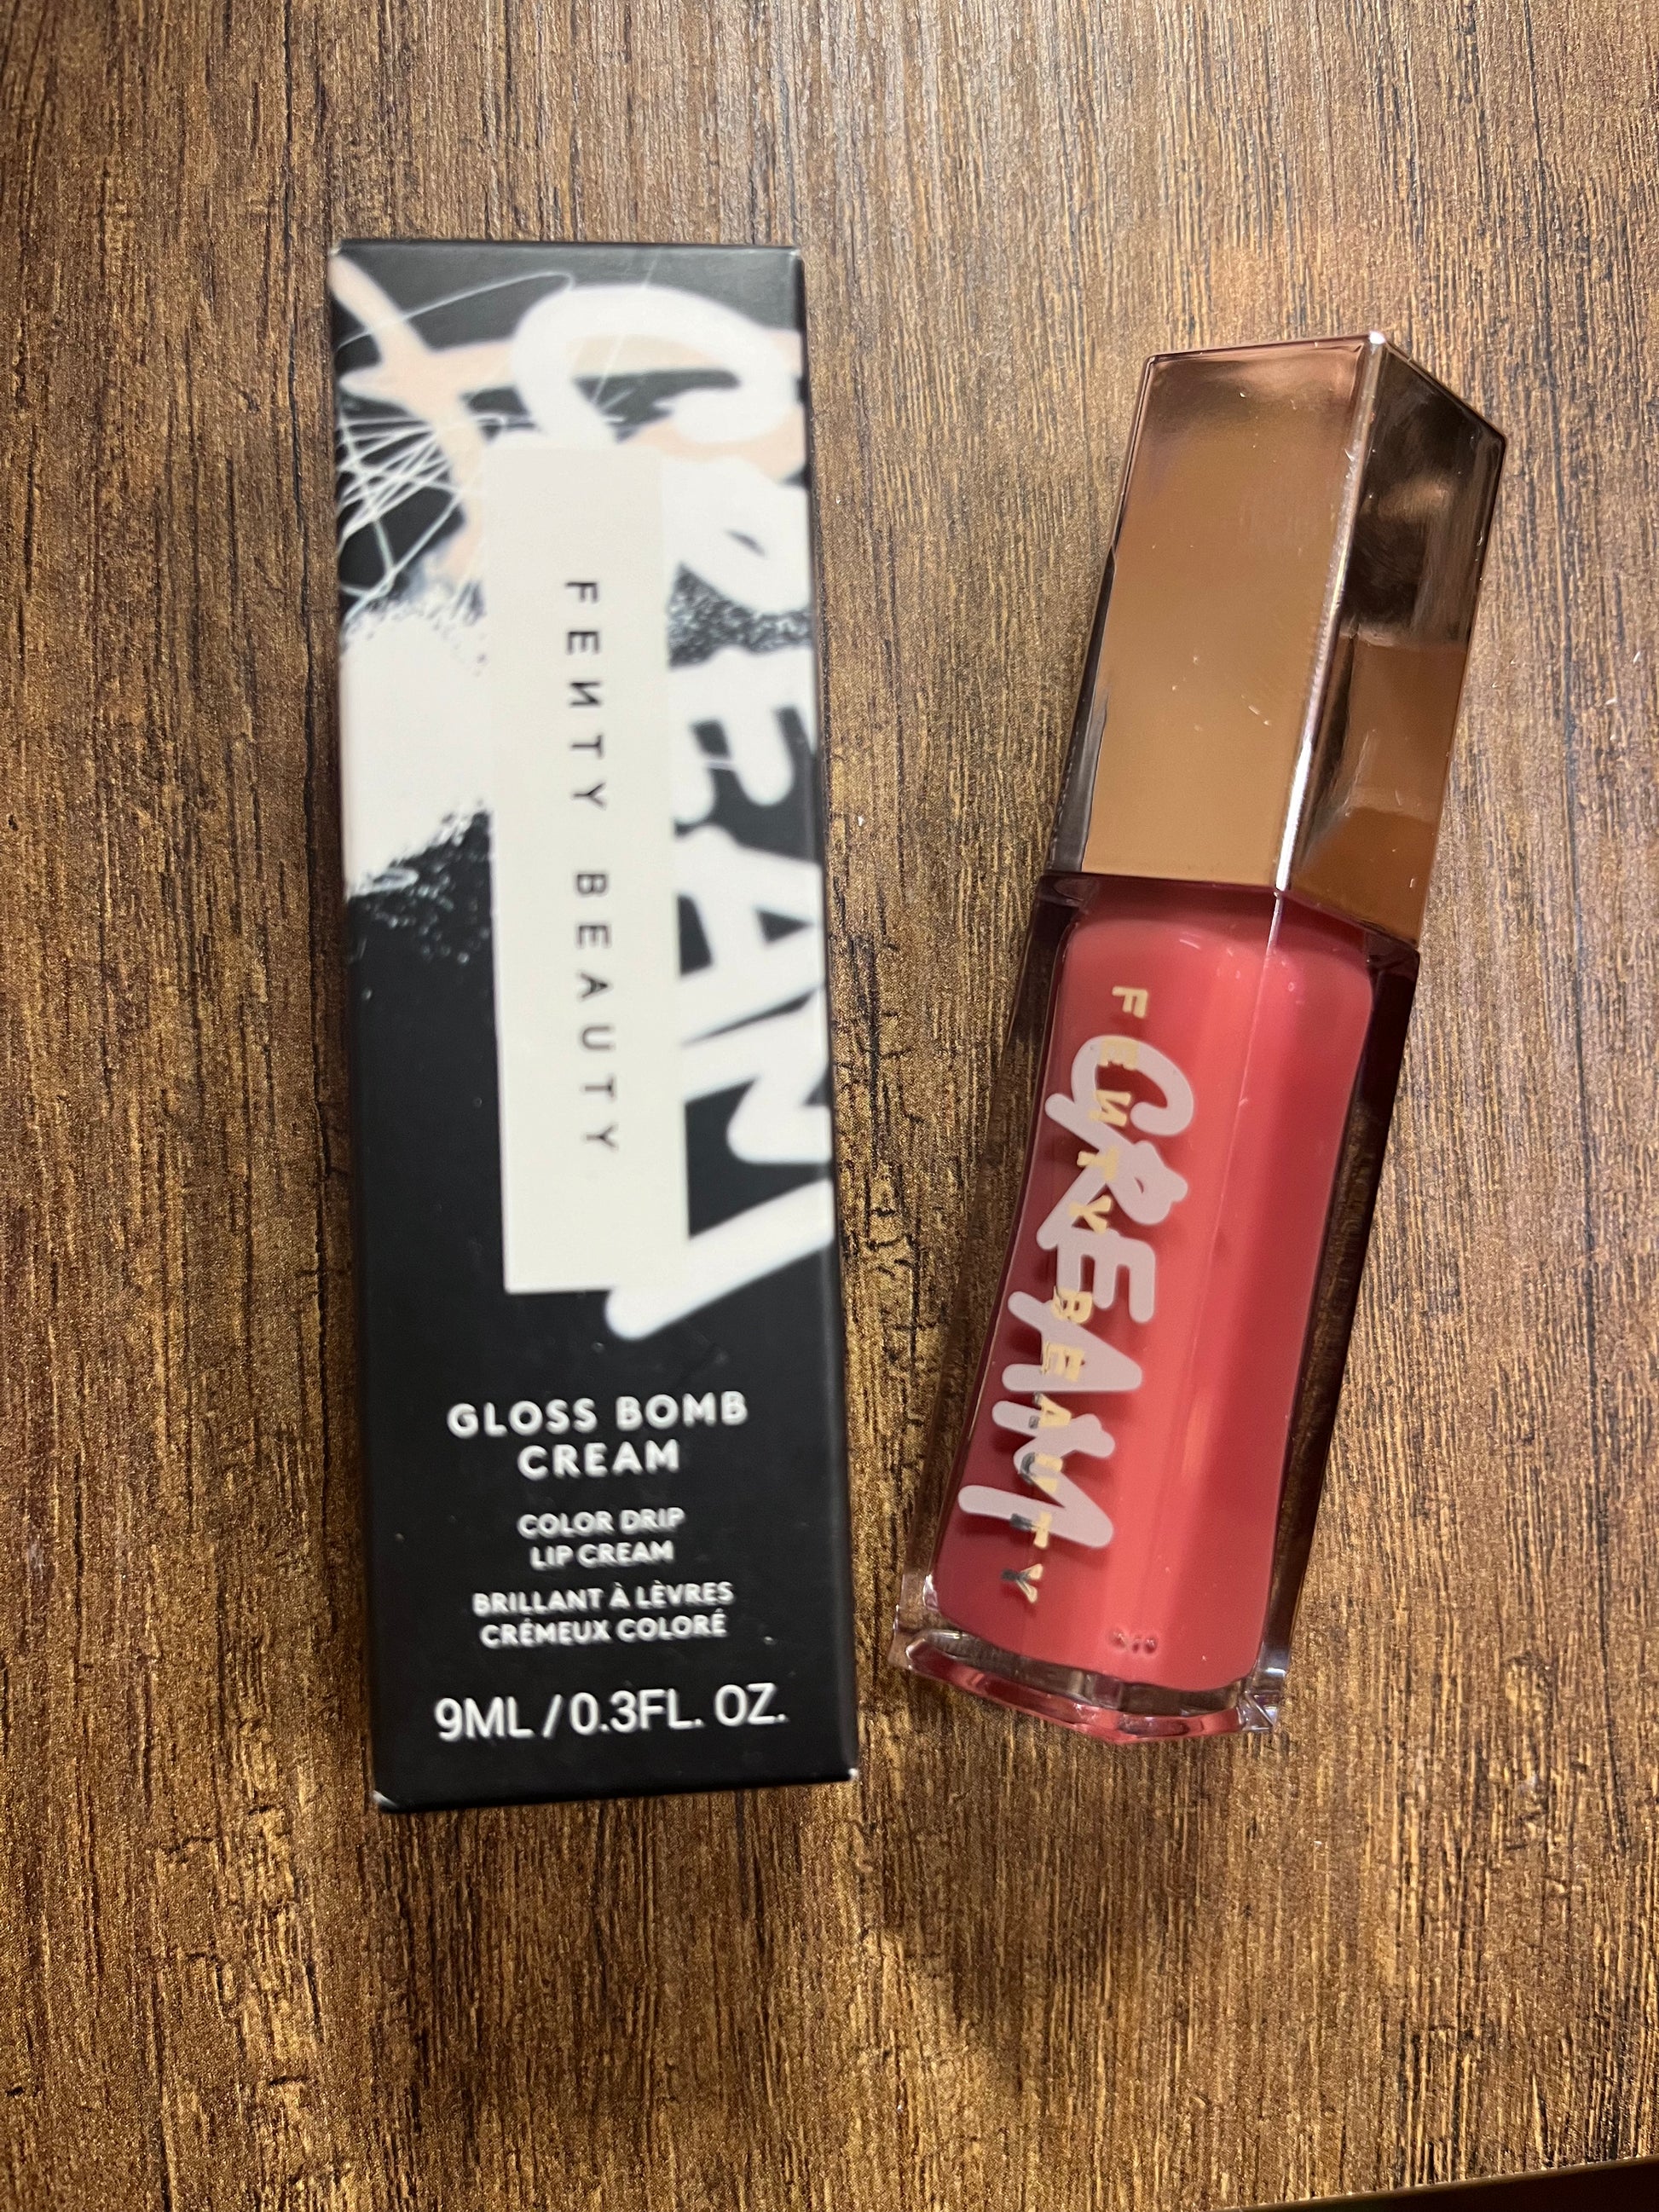 CREAM
FENTY BEAUTY
GLOSS BOMB
CREAM
COLOR DRIP
LIP CREAM
BRILLANT À LÈVRES
CRÉMEUX COLORÉ
9ML / 0.3FL. OZ.
FENTY BEAUTY
CREAM